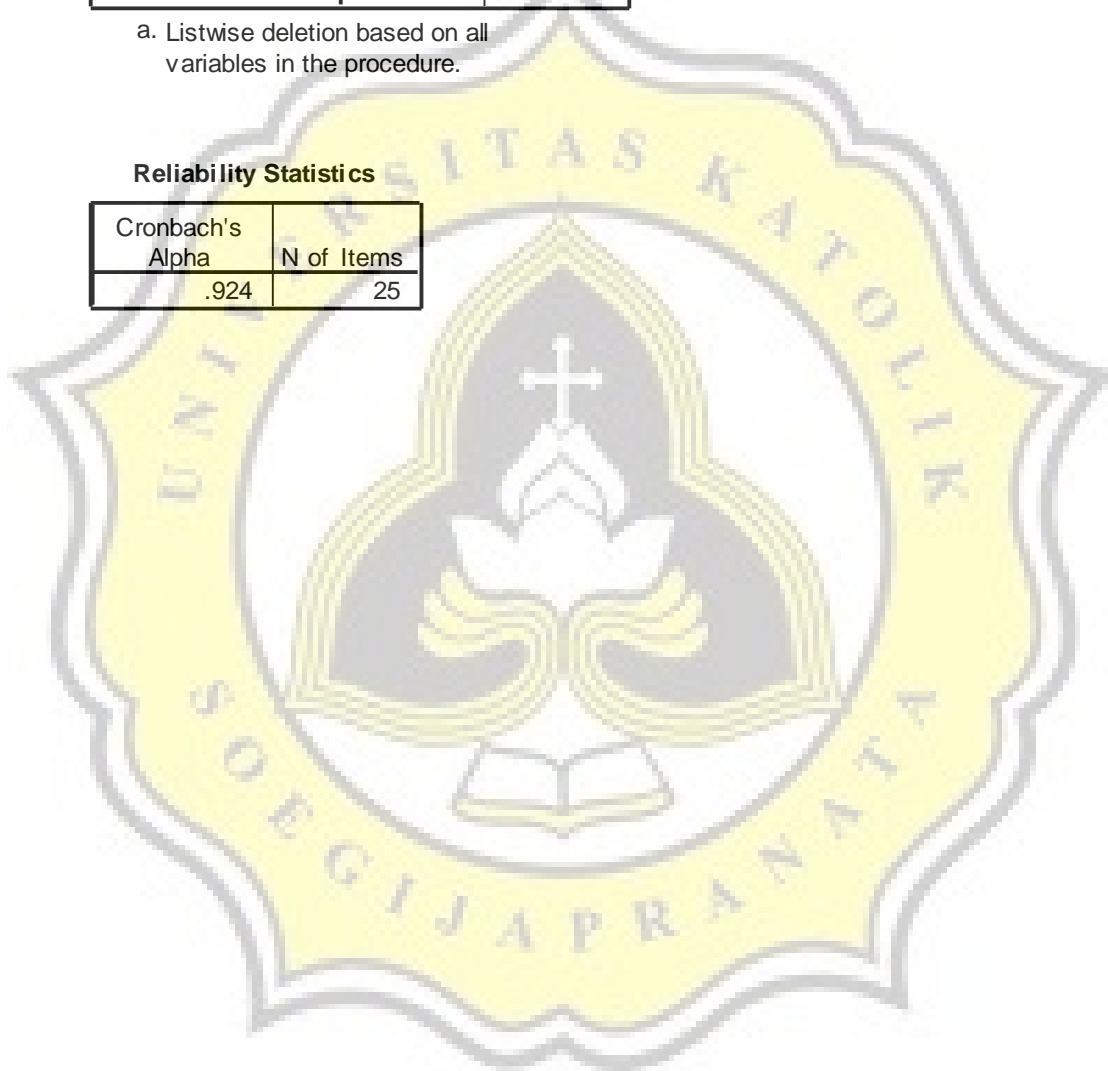 a. Listwise deletion based on all
variables in the procedure.
Reliability Statistics
Cronbach's
Alpha
N of Items
.924
25
UNIVERSITAS KATOLIK
SOEGIJAPRANATA